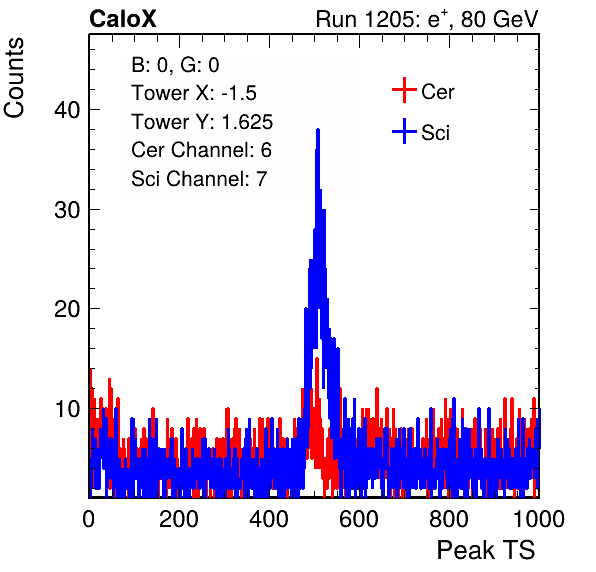 CaloX Run 1205: e⁺, 80 GeV
Counts
B: 0, G: 0
Tower X: -1.5
Tower Y: 1.625
Cer Channel: 6
Sci Channel: 7
Cer
Sci
40
30
20
10
0 200 400 600 800 1000
Peak TS